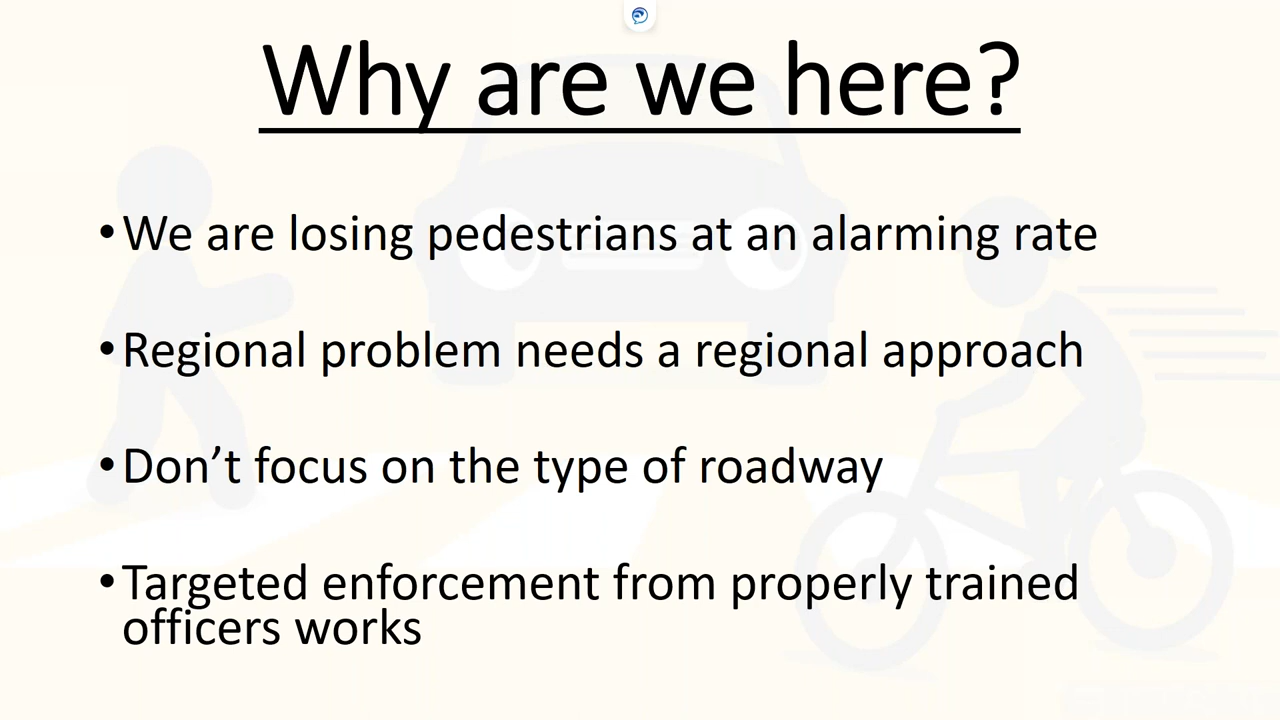 Why are we here?
•We are losing pedestrians at an alarming rate
•Regional problem needs a regional approach
•Don’t focus on the type of roadway
•Targeted enforcement from properly trained
officers works